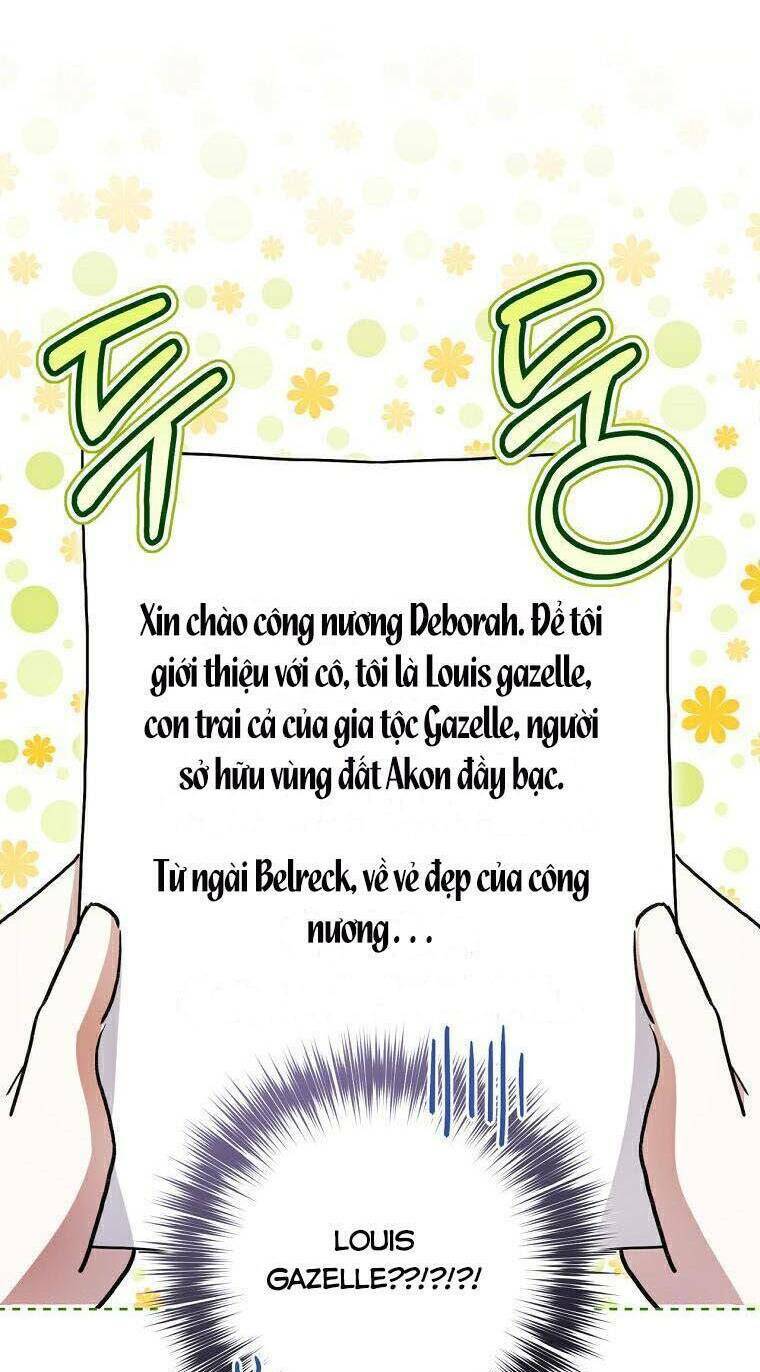 두둥
Xin chào công nương Deborah. Để tôi
giới thiệu với cô, tôi là Louis gazelle,
con trai cả của gia tộc Gazelle, người
sở hữu vùng đất Akon đầy bạc.
Từ ngài Belreck, về vẻ đẹp của công
nương...
LOUIS
GAZELLE??!?!?!